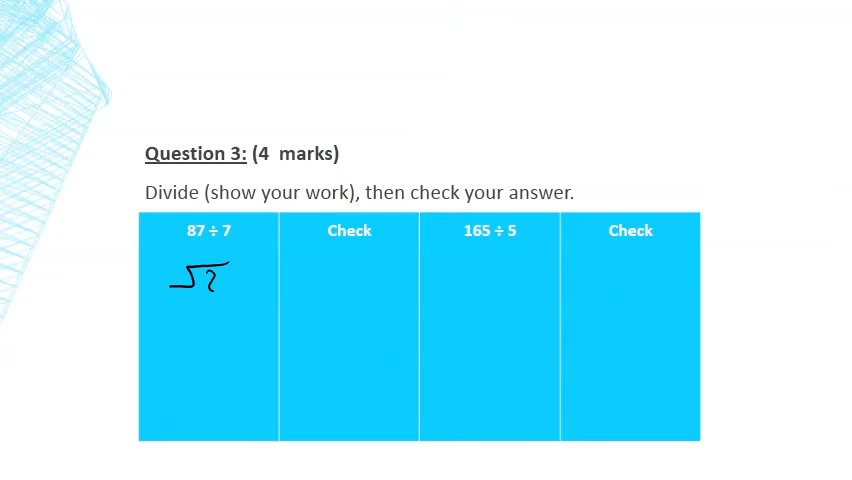 Question 3: (4 marks)
Divide (show your work), then check your answer.
87 ÷ 7 Check 165 ÷ 5 Check